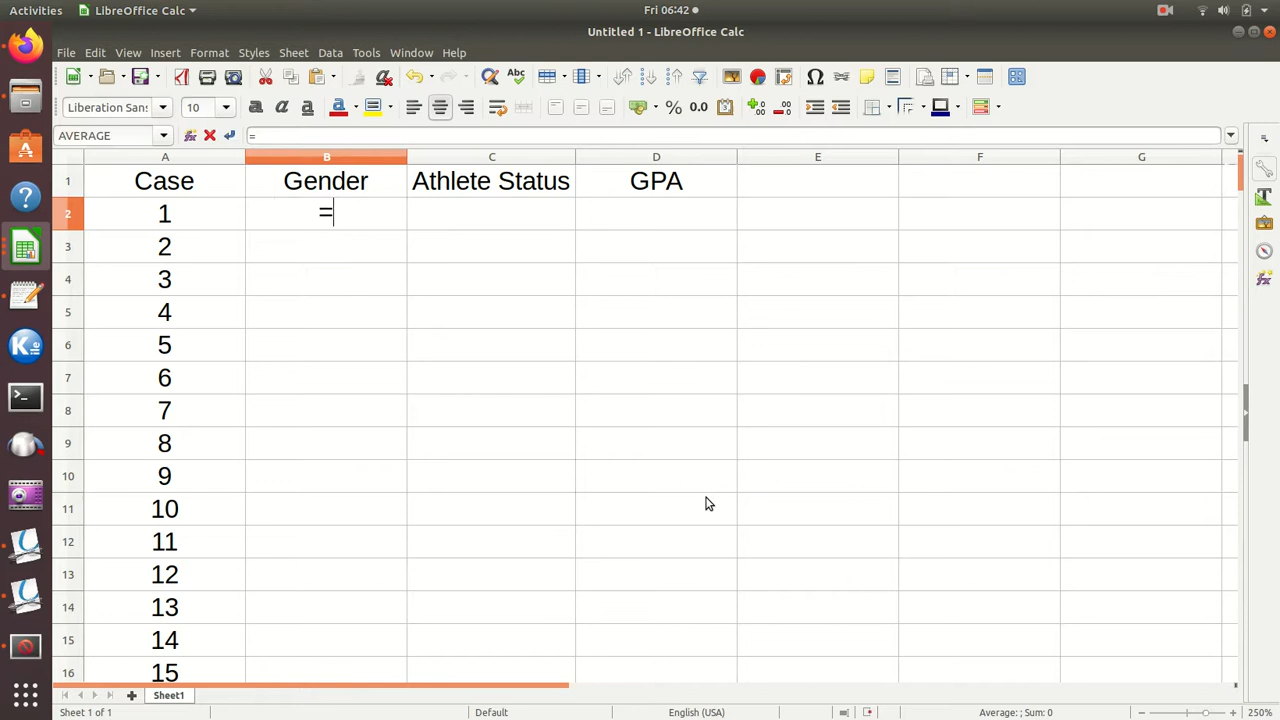 Activities LibreOffice Calc Fri 06:42
Untitled 1 - LibreOffice Calc
File Edit View Insert Format Styles Sheet Data Tools Window Help
Liberation Sans 10
AVERAGE =
A B C D E F G
1 Case Gender Athlete Status GPA
2 1 =
3 2
4 3
5 4
6 5
7 6
8 7
9 8
10 9
11 10
12 11
13 12
14 13
15 14
16 15
Sheet1
Sheet 1 of 1 Default English (USA) Average: ; Sum: 0 250%